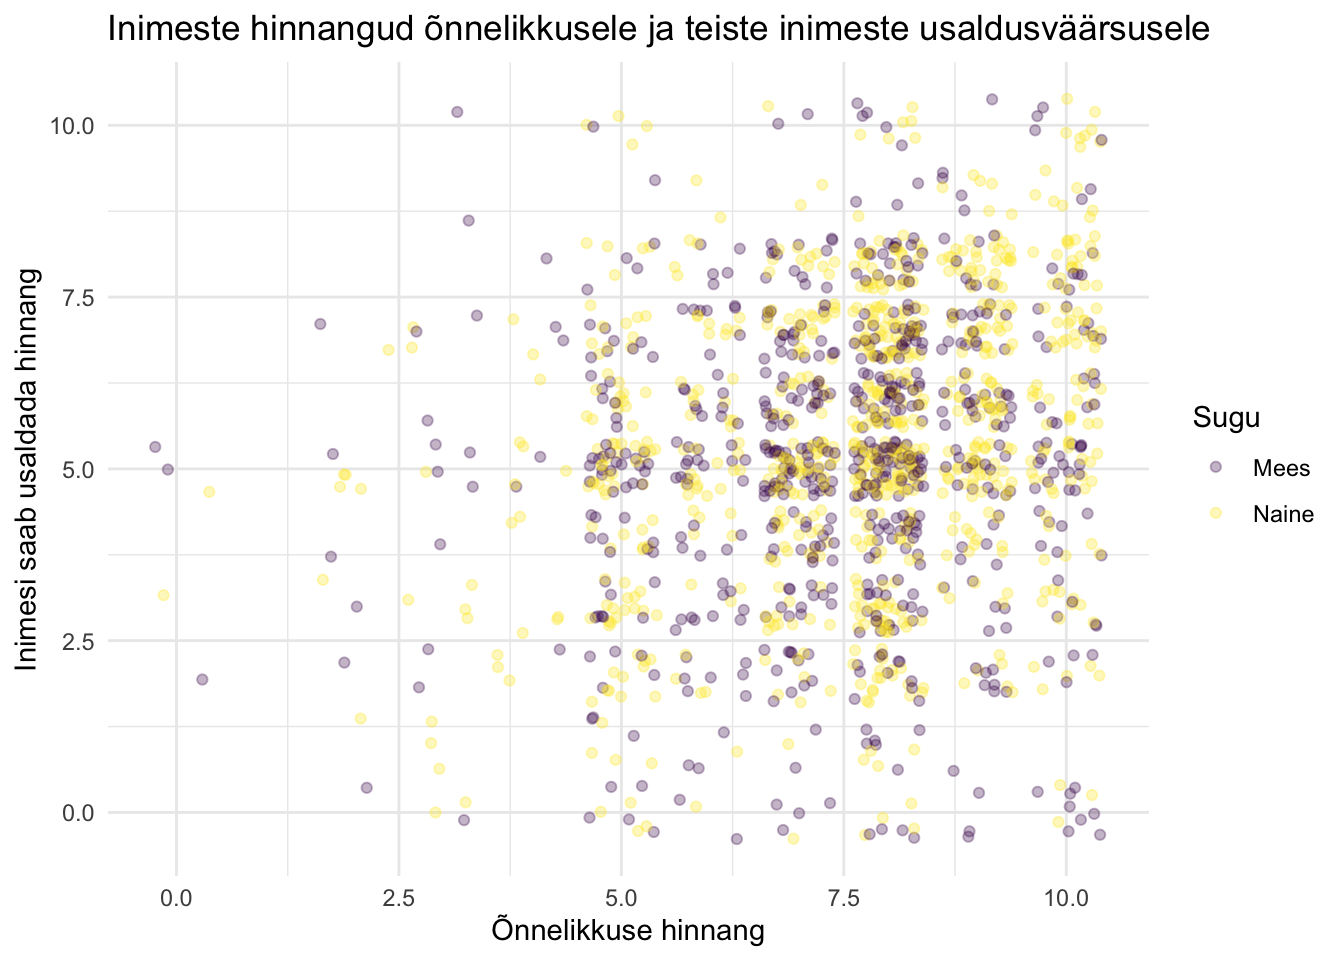 Inimeste hinnangud õnnelikkusele ja teiste inimeste usaldusväärsusele
Inimesi saab usaldada hinnang
10.0
7.5
5.0
2.5
0.0
0.0 2.5 5.0 7.5 10.0
Õnnelikkuse hinnang
Sugu
Mees
Naine